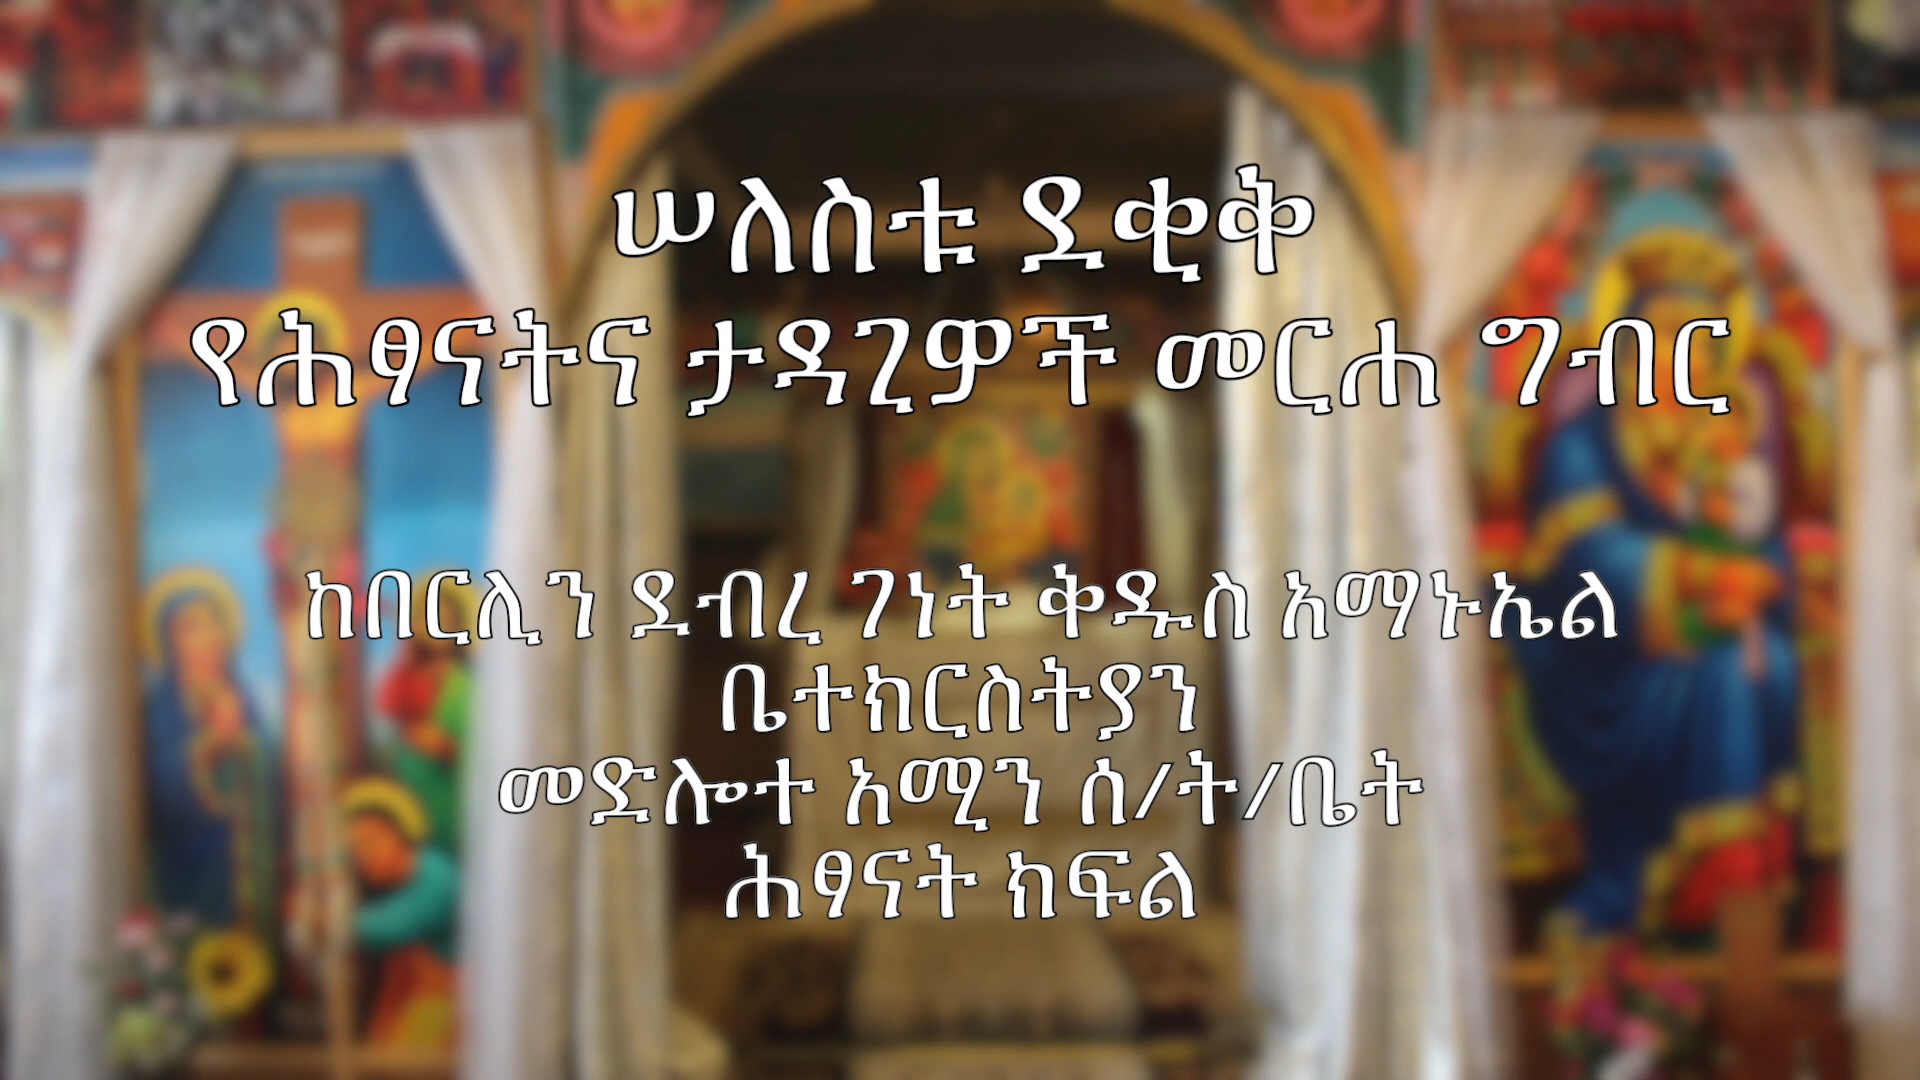 ሠለስቱ ደቂቅ
የሕፃናትና ታዳጊዎች መርሐ ግብር
ከበርሊን ደብረ ገነት ቅዱስ አማኑኤል
ቤተክርስትያን
መድሎተ አሚን ሰ/ት/ቤት
ሕፃናት ክፍል